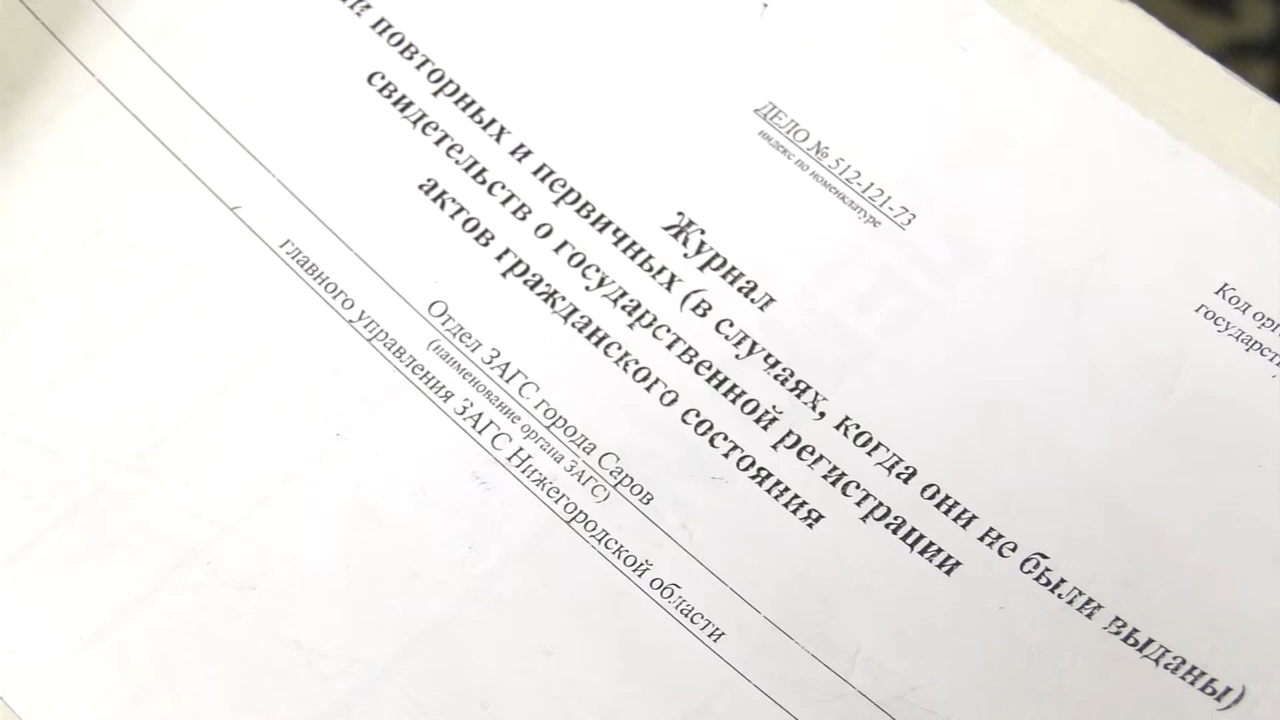 ДЕЛО № 512-121-73
индекс по номенклатуре
Код
государст
Журнал
повторных и первичных (в случаях, когда они не были выданы)
свидетельств о государственной регистрации
актов гражданского состояния
Отдел ЗАГС города Саров
(наименование органа ЗАГС)
главного управления ЗАГС Нижегородской области